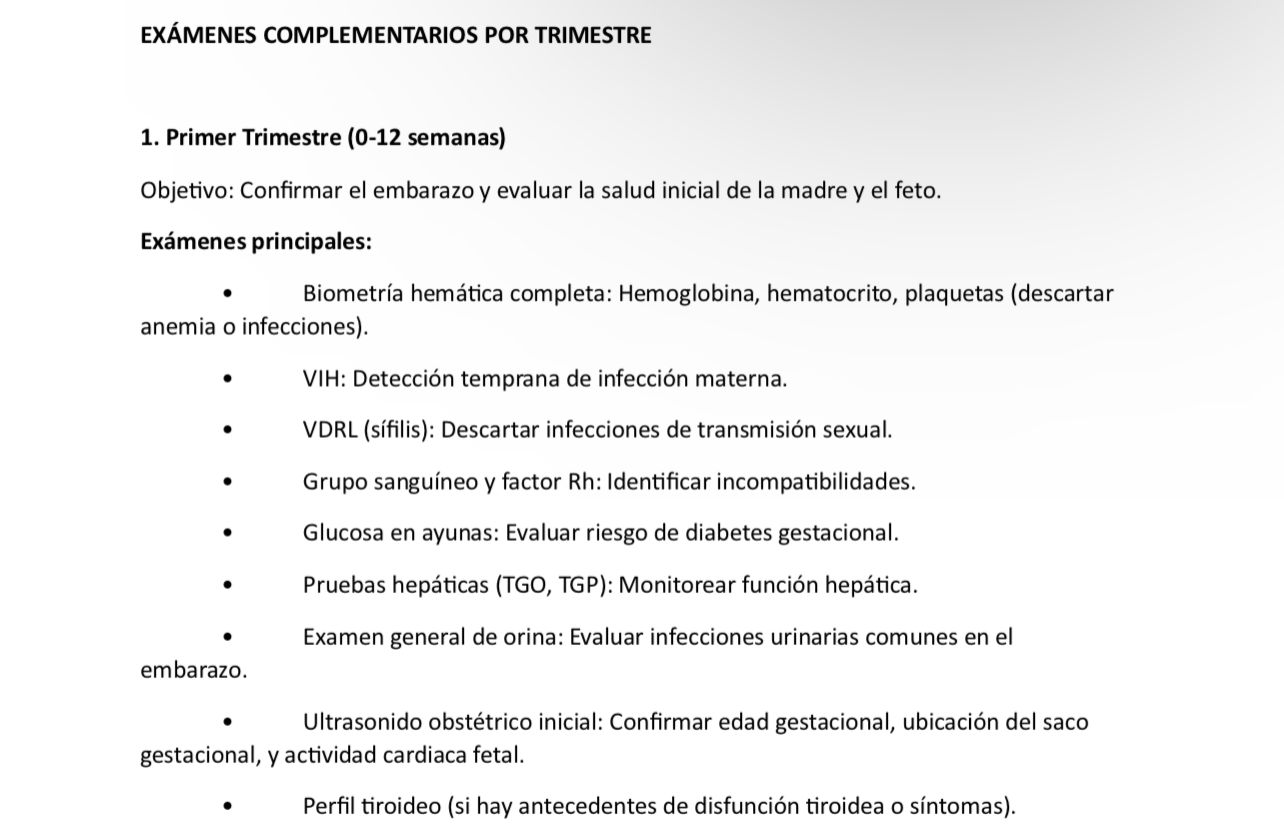 EXÁMENES COMPLEMENTARIOS POR TRIMESTRE
1. Primer Trimestre (0-12 semanas)
Objetivo: Confirmar el embarazo y evaluar la salud inicial de la madre y el feto.
Exámenes principales:
• Biometría hemática completa: Hemoglobina, hematocrito, plaquetas (descartar
anemia o infecciones).
• VIH: Detección temprana de infección materna.
• VDRL (sífilis): Descartar infecciones de transmisión sexual.
• Grupo sanguíneo y factor Rh: Identificar incompatibilidades.
• Glucosa en ayunas: Evaluar riesgo de diabetes gestacional.
• Pruebas hepáticas (TGO, TGP): Monitorear función hepática.
• Examen general de orina: Evaluar infecciones urinarias comunes en el
embarazo.
• Ultrasonido obstétrico inicial: Confirmar edad gestacional, ubicación del saco
gestacional, y actividad cardiaca fetal.
• Perfil tiroideo (si hay antecedentes de disfunción tiroidea o síntomas).